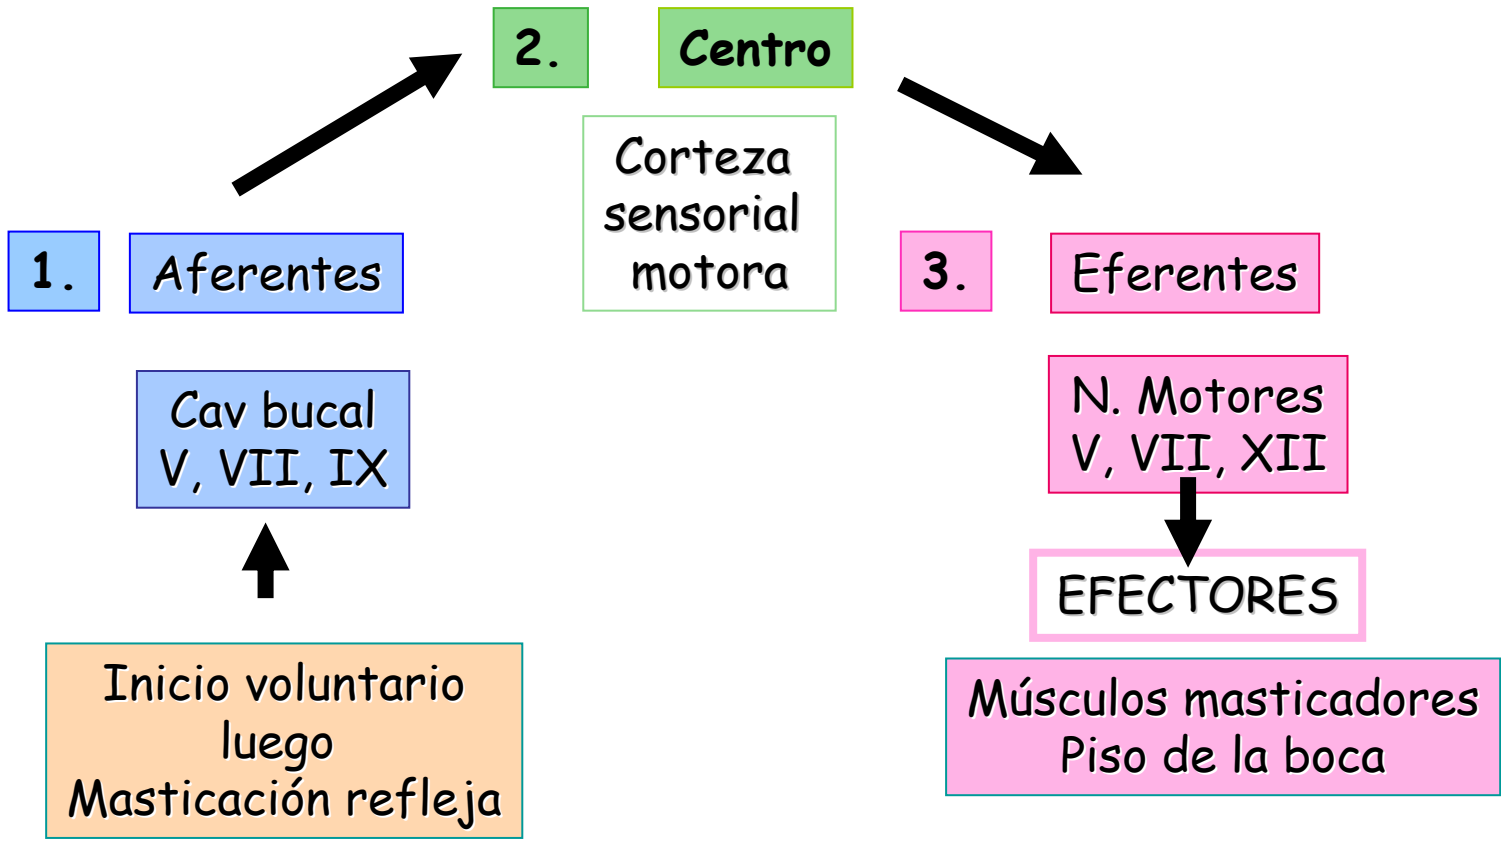 2.
Centro
Corteza
sensorial
motora
1.
Aferentes
Cav bucal
V, VII, IX
Inicio voluntario
luego
Masticación refleja
3.
Eferentes
N. Motores
V, VII, XII
EFECTORES
Músculos masticadores
Piso de la boca